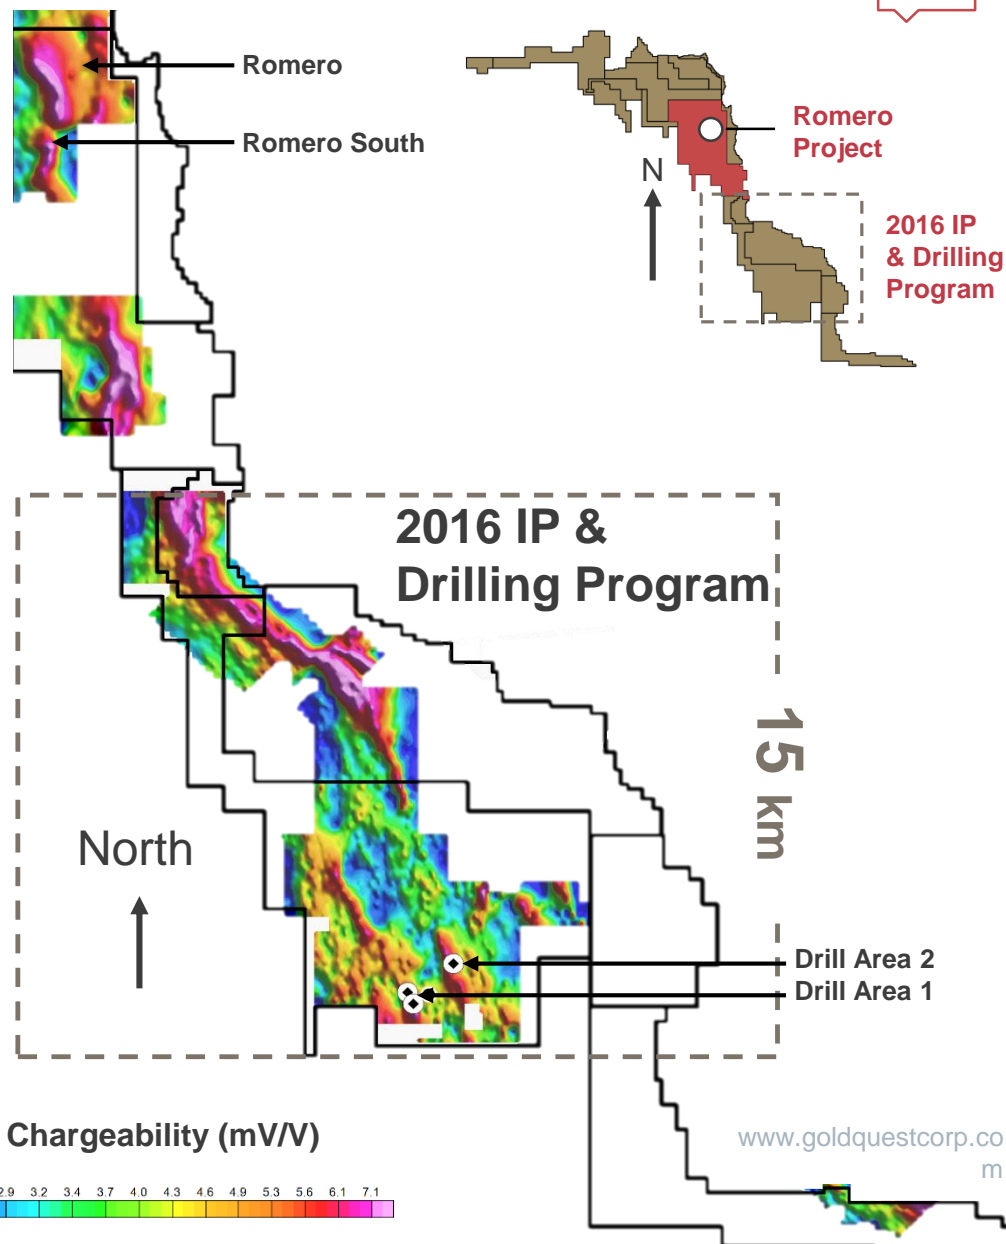 Romero
Romero South
Romero
Project
N
2016 IP
& Drilling
Program
2016 IP &
Drilling Program
15 km
North
Drill Area 2
Drill Area 1
Chargeability (mV/V)
www.goldquestcorp.co
m
2.9 3.2 3.4 3.7 4.0 4.3 4.6 4.9 5.3 5.6 6.1 7.1